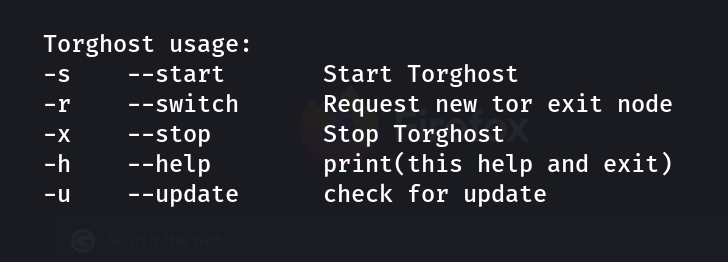 Torghost usage:
-s    --start       Start Torghost
-r    --switch      Request new tor exit node
-x    --stop        Stop Torghost
-h    --help        print(this help and exit)
-u    --update      check for update
Firefox
Search the web